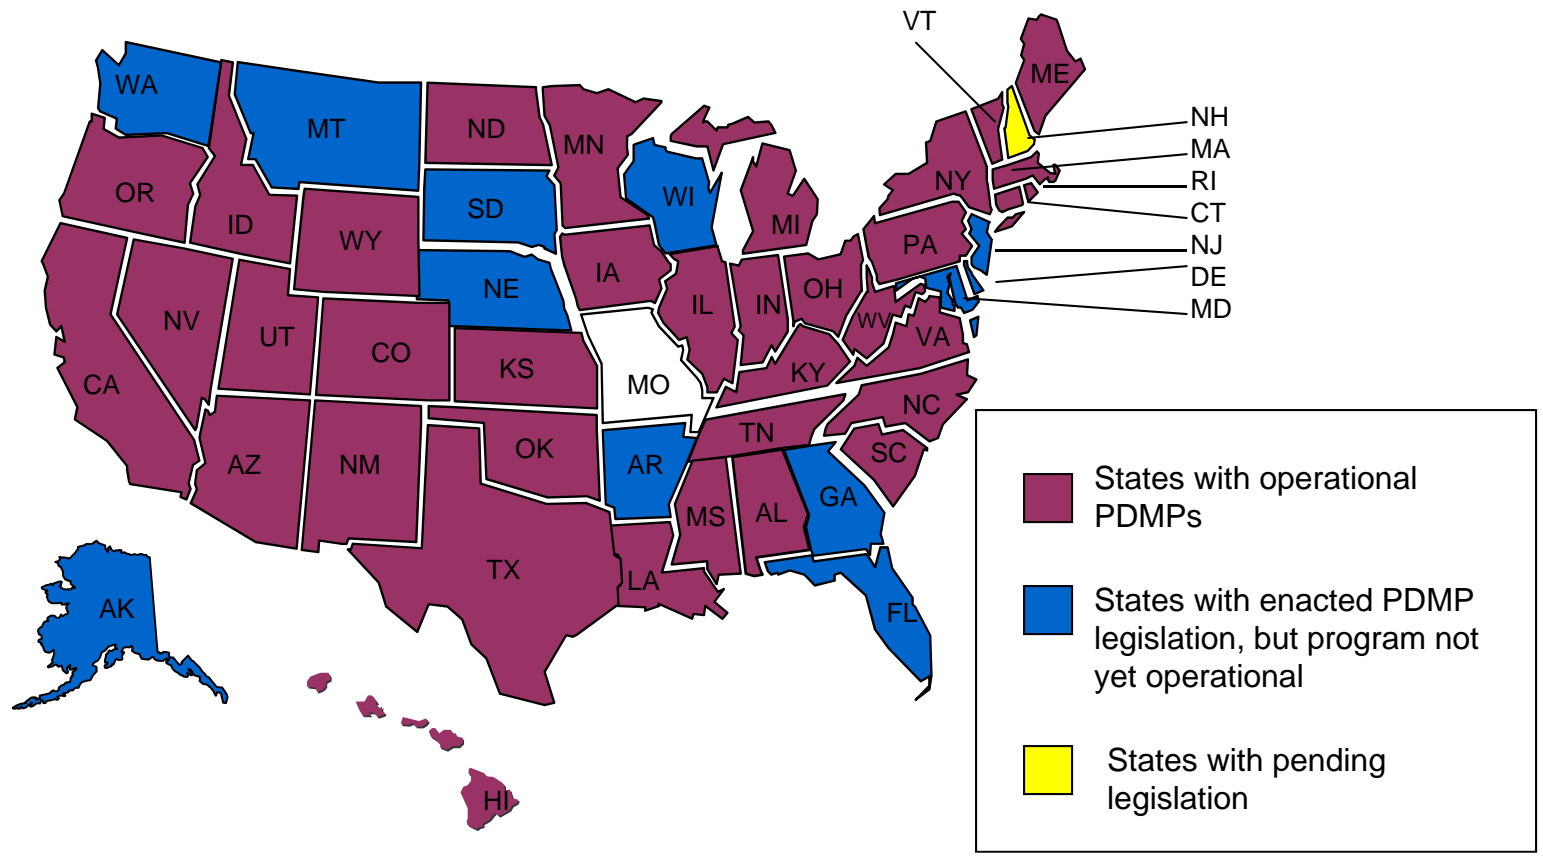 VT
ME
WA
NH
MT
ND
MN
MA
NY
RI
OR
WI
SD
CT
ID
MI
WY
PA
NJ
IA
DE
NE
OH
IL
IN
MD
NV
WV
UT
VA
CO
KS
KY
CA
MO
NC
TN
OK
SC
AZ
NM
AR
GA
MS
AL
TX
LA
AK
FL
HI
States with operational
PDMPs
States with enacted PDMP
legislation, but program not
yet operational
States with pending
legislation